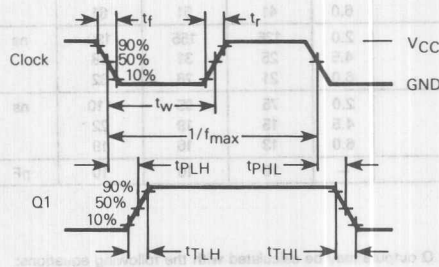 tf
tr
90%
VCC
Clock
50%
10%
GND
tw
1/fmax
tPLH
tPHL
90%
Q1
50%
10%
tTLH
tTHL